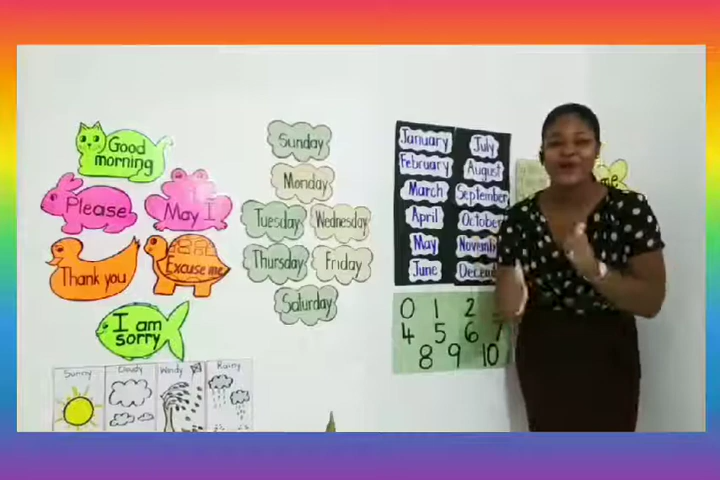 Good
morning
Please
May I
Thank you
Excuse me
I am
sorry
Sunny
Cloudy
Windy
Rainy
Sunday
Monday
Tuesday
Wednesday
Thursday
Friday
Saturday
January
February
March
April
May
June
July
August
September
October
0 1 2
4 5 6 7
8 9 10
me